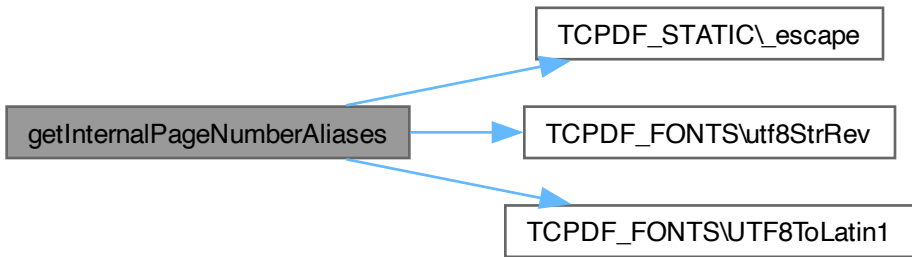 TCPDF_STATIC\_escape
getInternalPageNumberAliases
TCPDF_FONTS\utf8StrRev
TCPDF_FONTS\UTF8ToLatin1